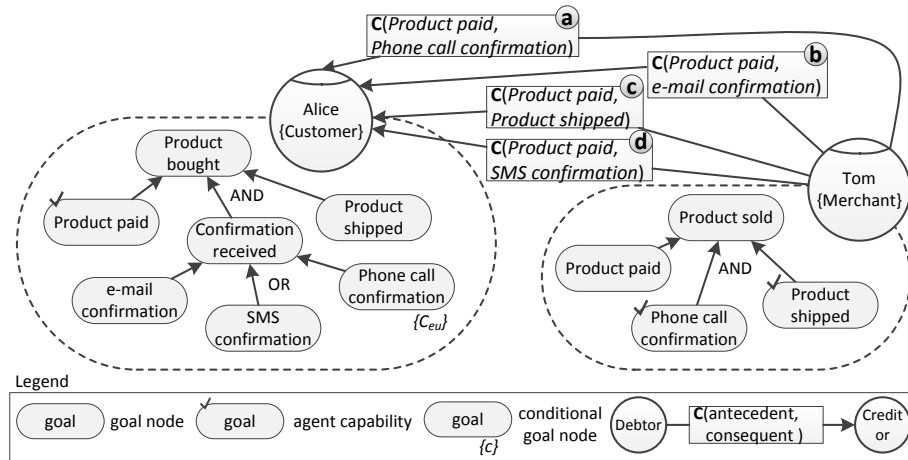 C(Product paid,
Phone call confirmation)
a
C(Product paid,
e-mail confirmation)
b
C(Product paid,
Product shipped)
c
C(Product paid,
SMS confirmation)
d
Alice
{Customer}
Tom
{Merchant}
Product
bought
AND
Product paid
Confirmation
received
Product
shipped
OR
e-mail
confirmation
SMS
confirmation
Phone call
confirmation
{Ceu}
Product sold
AND
Product paid
Phone call
confirmation
Product
shipped
Legend
goal
goal node
goal
agent capability
goal
{c}
conditional
goal node
Debtor
C(antecedent,
consequent )
Credit
or